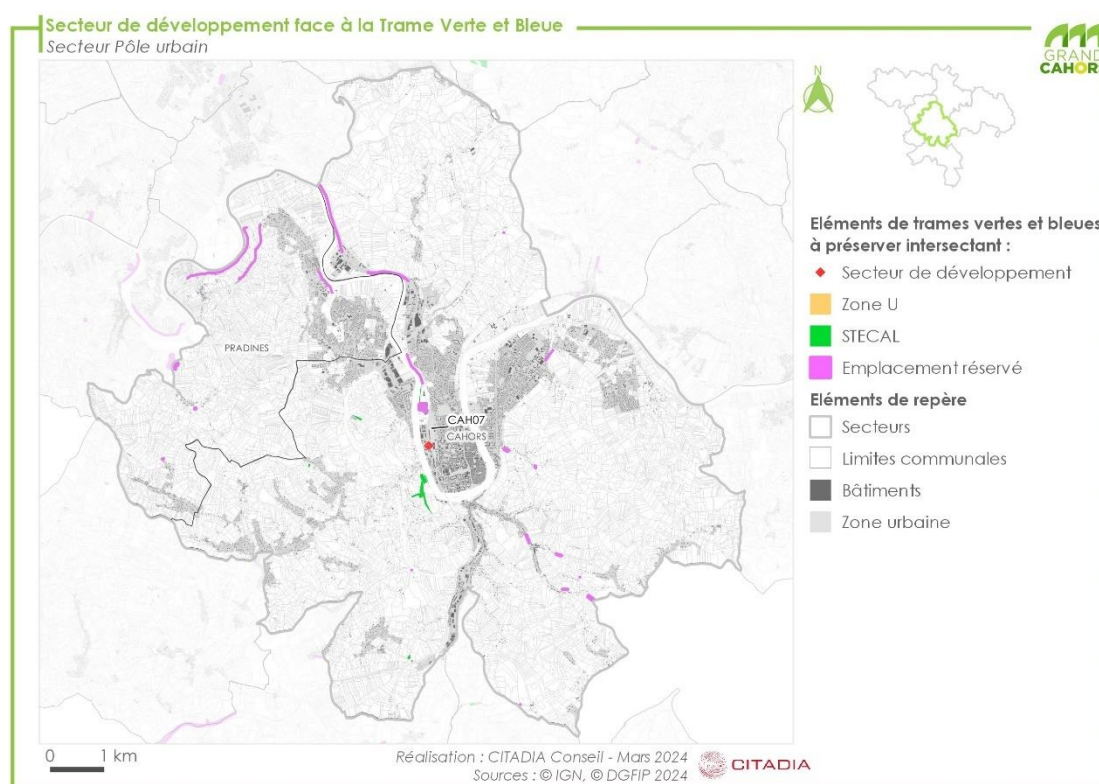 Secteur de développement face à la Trame Verte et Bleue
Secteur Pôle urbain
GRAND
CAHORS
N
Eléments de trames vertes et bleues
à préserver intersectant :
Secteur de développement
Zone U
STECAL
Emplacement réservé
Eléments de repère
Secteurs
Limites communales
Bâtiments
Zone urbaine
PRADINES
CAH07
CAHORS
0 1 km
Réalisation : CITADIA Conseil - Mars 2024
Sources : © IGN, © DGFIP 2024
CITADIA